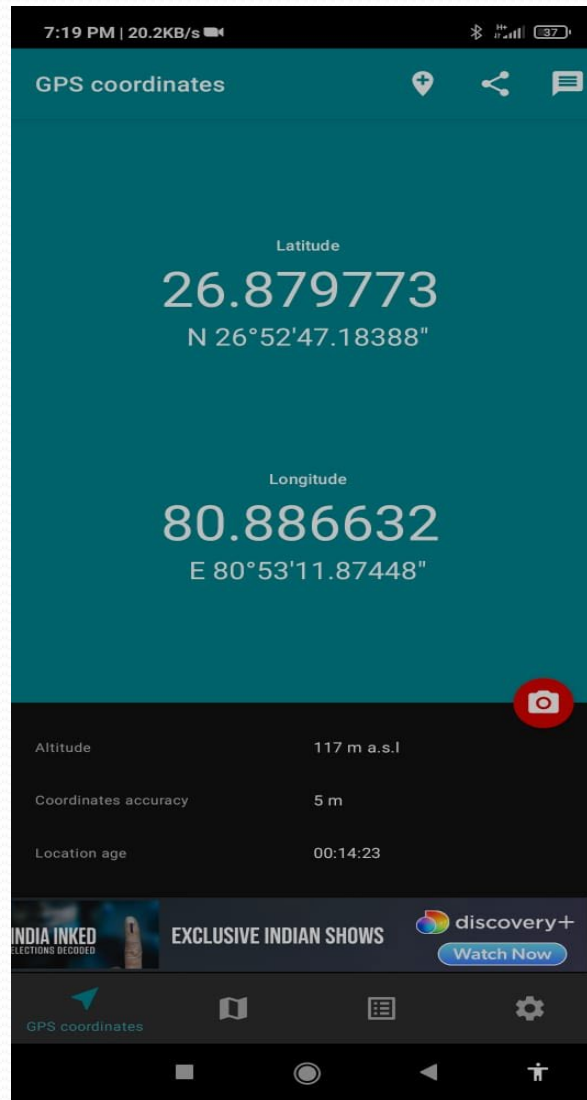 7:19 PM | 20.2KB/s
H+
37
GPS coordinates
Latitude
26.879773
N 26°52'47.18388"
Longitude
80.886632
E 80°53'11.87448"
Altitude 117 m a.s.l
Coordinates accuracy 5 m
Location age 00:14:23
INDIA INKED
ELECTIONS DECODED
EXCLUSIVE INDIAN SHOWS
discovery+
Watch Now
GPS coordinates